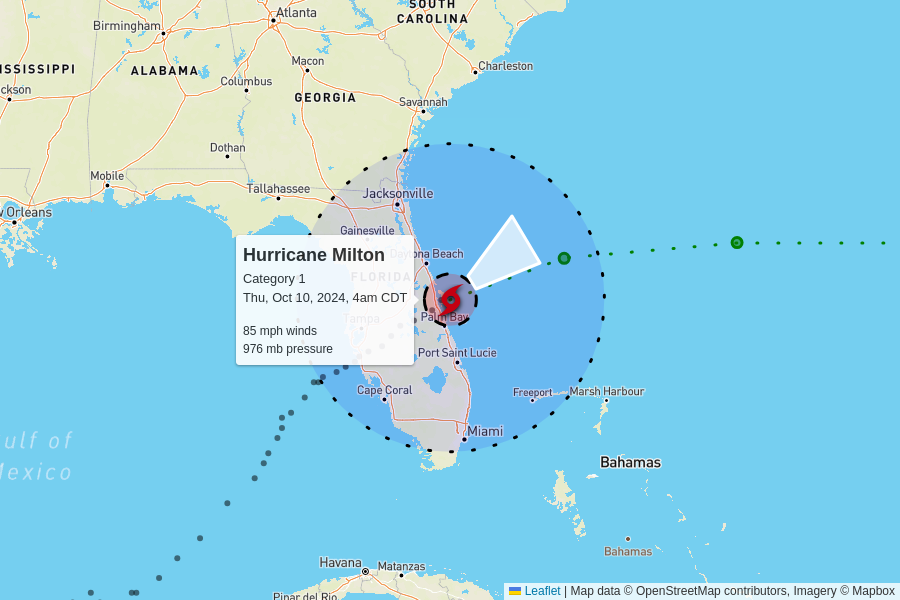 SOUTH
CAROLINA
Atlanta
Birmingham
Macon
Charleston
ISSISSIPPI
ALABAMA
ckson
Columbus
GEORGIA
Savannah
Dothan
Mobile
Tallahassee
Jacksonville
w Orleans
Gainesville
Hurricane Milton
Daytona Beach
Category 1
FLORIDA
Thu, Oct 10, 2024, 4am CDT
Tampa
Palm Bay
85 mph winds
976 mb pressure
Port Saint Lucie
Cape Coral
Freeport
Marsh Harbour
Miami
ulf of
Mexico
Bahamas
Bahamas
Havana
Matanzas
Pinar del Rio
Leaflet | Map data © OpenStreetMap contributors, Imagery © Mapbox